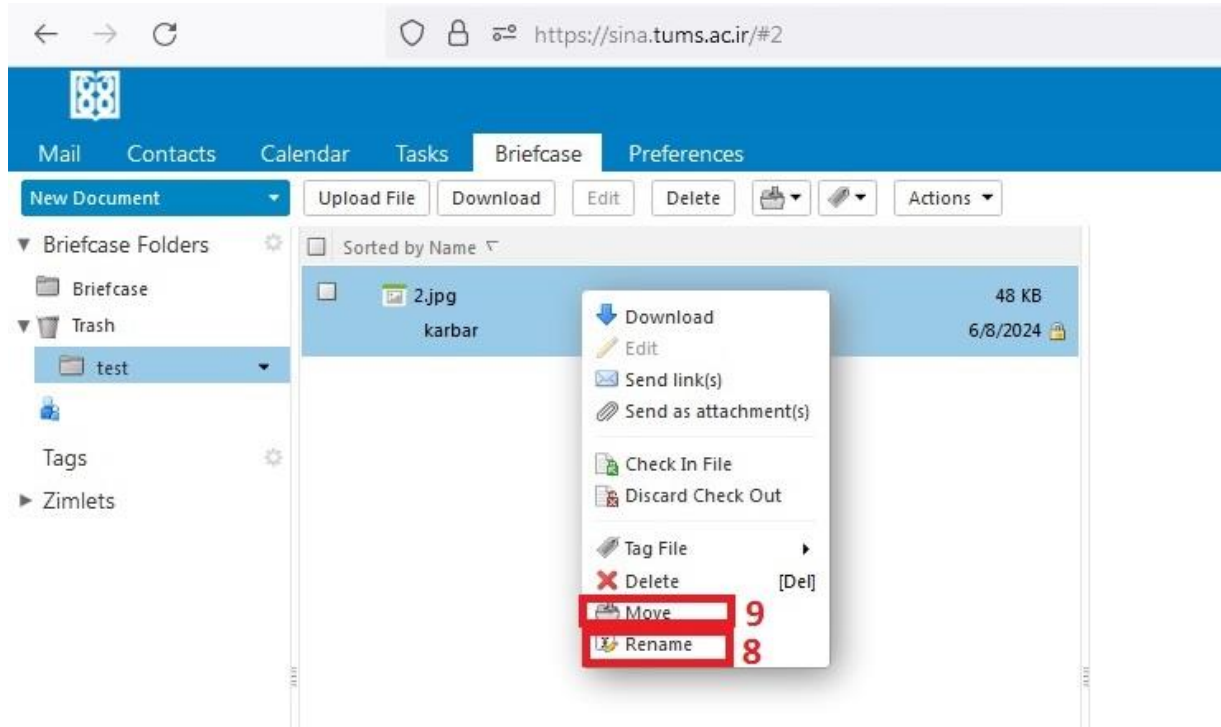 https://sina.tums.ac.ir/#2
Mail Contacts Calendar Tasks Briefcase Preferences
New Document Upload File Download Edit Delete Actions
Briefcase Folders Sorted by Name
Briefcase 2.jpg 48 KB
Trash karbar 6/8/2024
test
Tags
Zimlets
Download
Edit
Send link(s)
Send as attachment(s)
Check In File
Discard Check Out
Tag File
Delete [Del]
Move 9
Rename 8